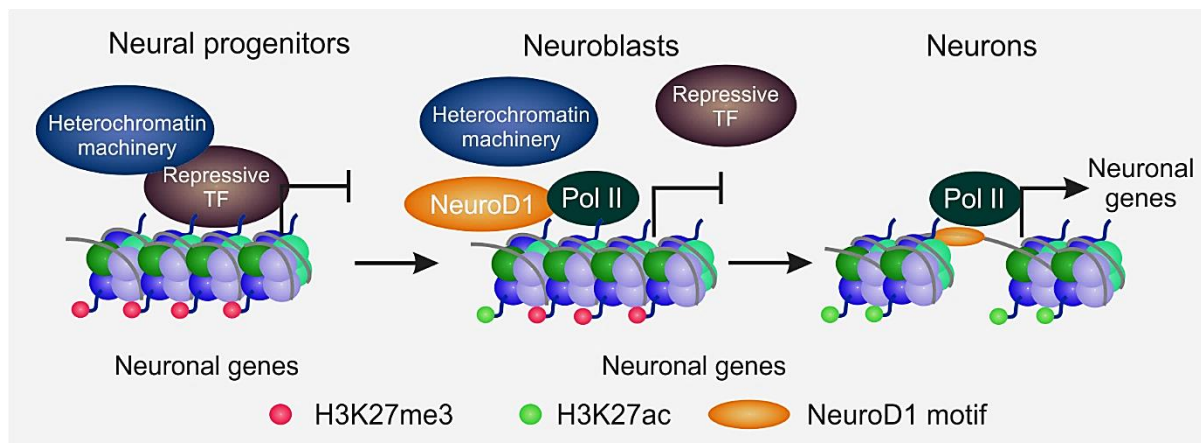 Neural progenitors
Neuroblasts
Neurons
Heterochromatin
machinery
Repressive
TF
Heterochromatin
machinery
Repressive
TF
NeuroD1
Pol II
Pol II
Neuronal
genes
Neuronal genes
Neuronal genes
H3K27me3
H3K27ac
NeuroD1 motif